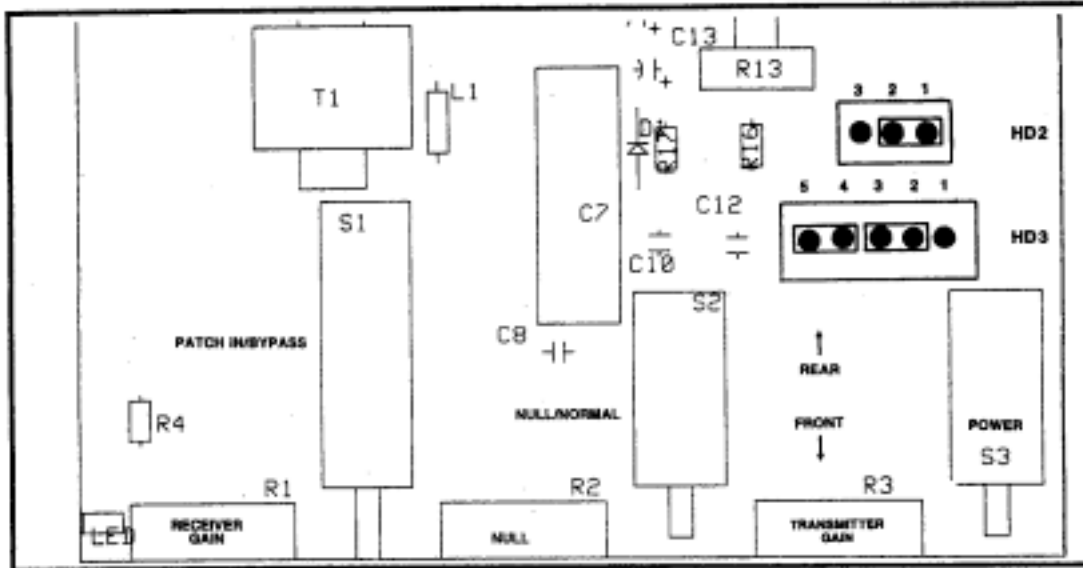 C13
R13
T1
L1
3 2 1
HD2
D
R17
R16
5 4 3 2 1
S1
C7
C12
HD3
C10
S2
C8
PATCH IN/BYPASS
REAR
NULL/NORMAL
FRONT
POWER
R4
S3
R1
R2
R3
LED
RECEIVER
GAIN
NULL
TRANSMITTER
GAIN